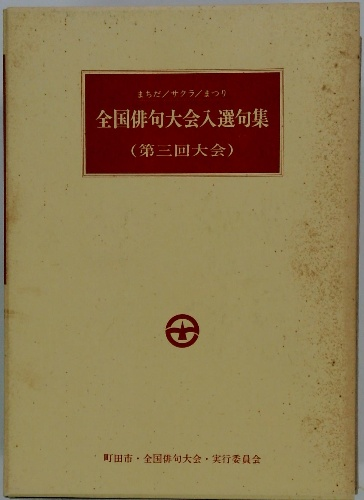 まちだ／サクラ／まつり
全国俳句大会入選句集
(第三回大会)
町田市・全国俳句大会・実行委員会